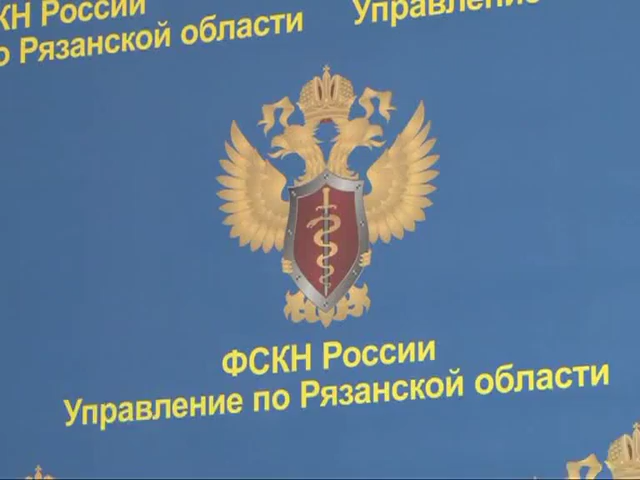 ФСКН России
по Рязанской области
Управление
ФСКН России
Управление по Рязанской области